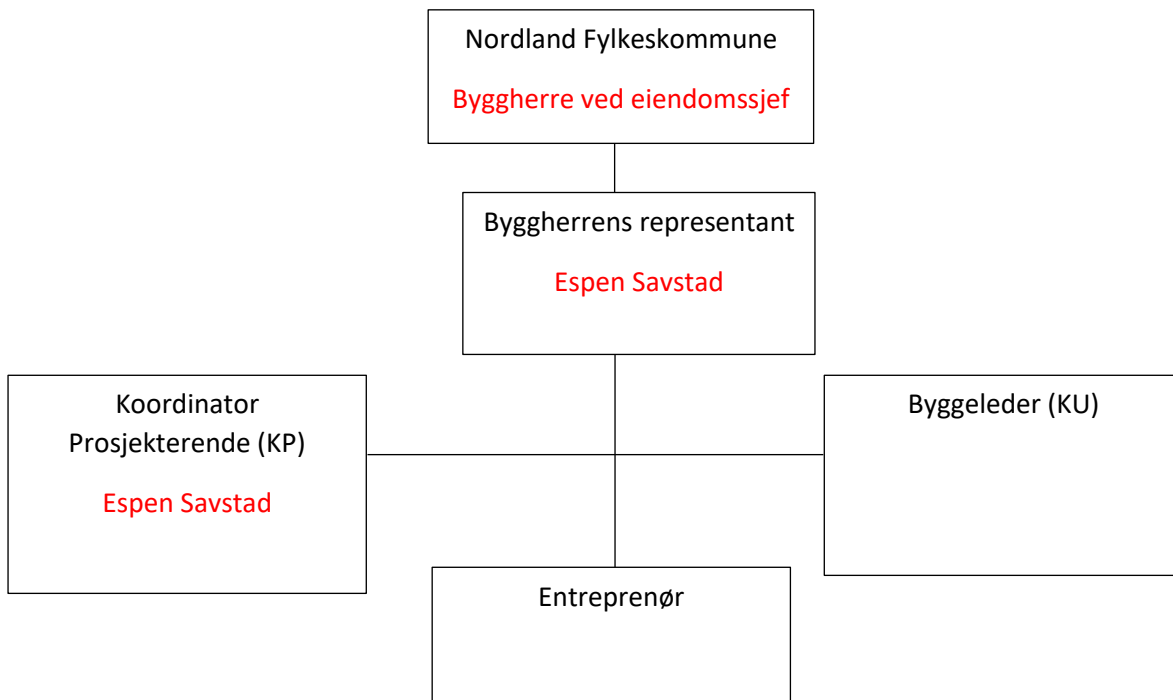 Nordland Fylkeskommune
Byggherre ved eiendomssjef
Byggherrens representant
Espen Savstad
Koordinator
Prosjekterende (KP)
Espen Savstad
Byggeleder (KU)
Entreprenør